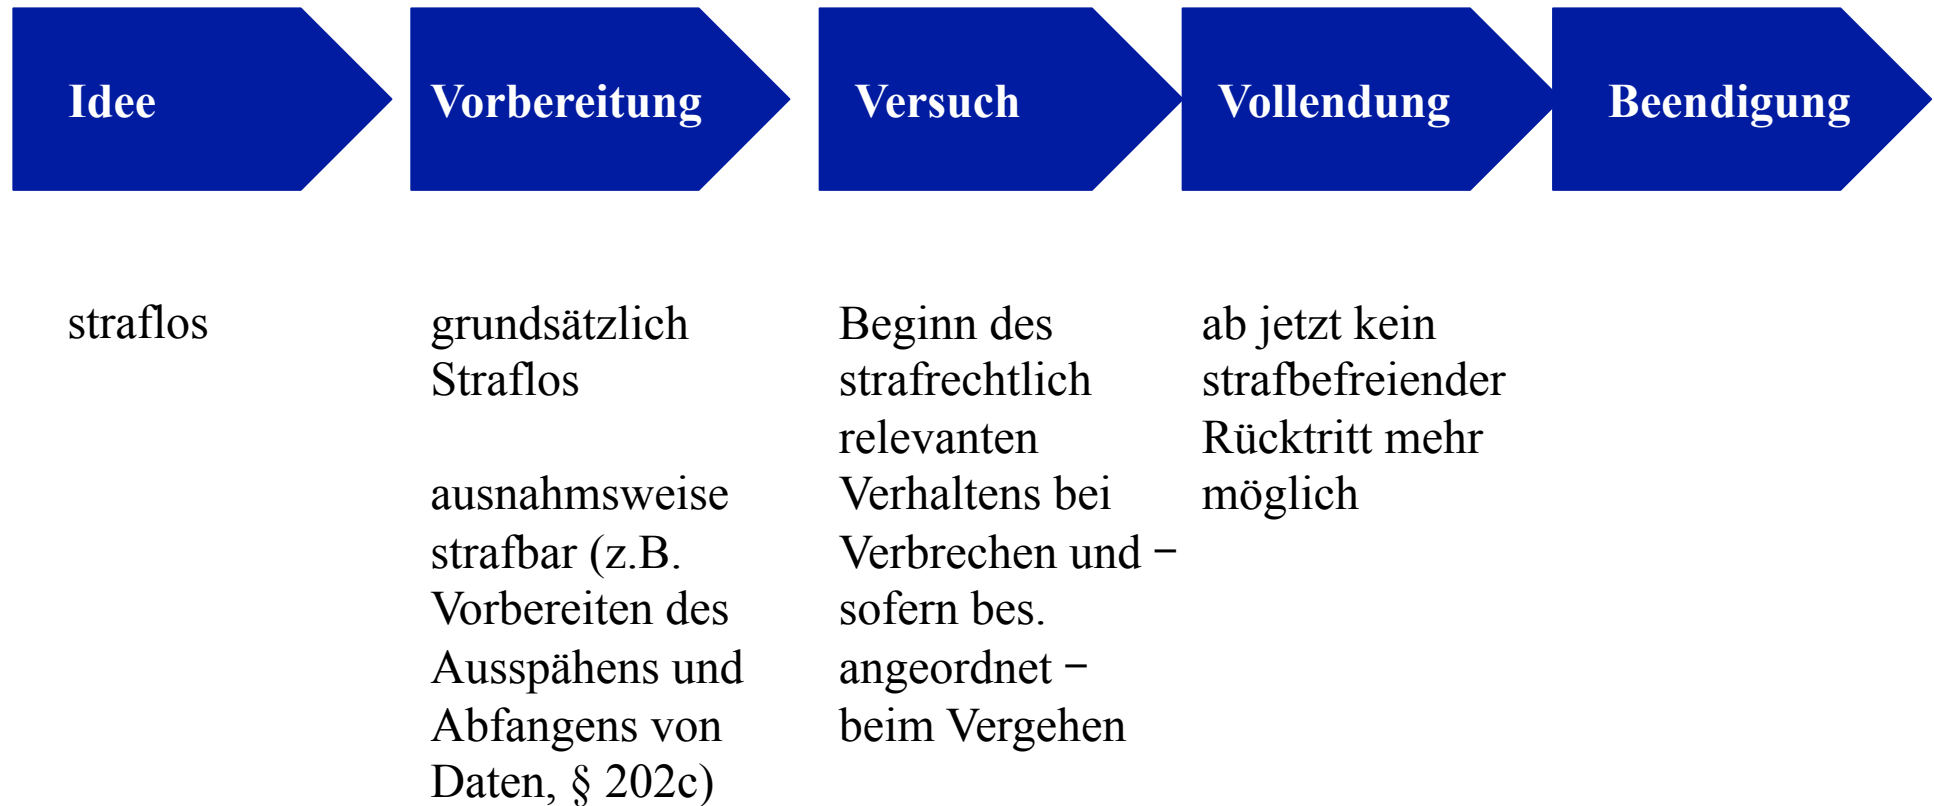 Idee
Vorbereitung
Versuch
Vollendung
Beendigung
straflos
grundsätzlich
Straflos
ausnahmsweise
strafbar (z.B.
Vorbereiten des
Ausspähens und
Abfangens von
Daten, § 202c)
Beginn des
strafrechtlich
relevanten
Verhaltens bei
Verbrechen und –
sofern bes.
angeordnet –
beim Vergehen
ab jetzt kein
strafbefreiender
Rücktritt mehr
möglich